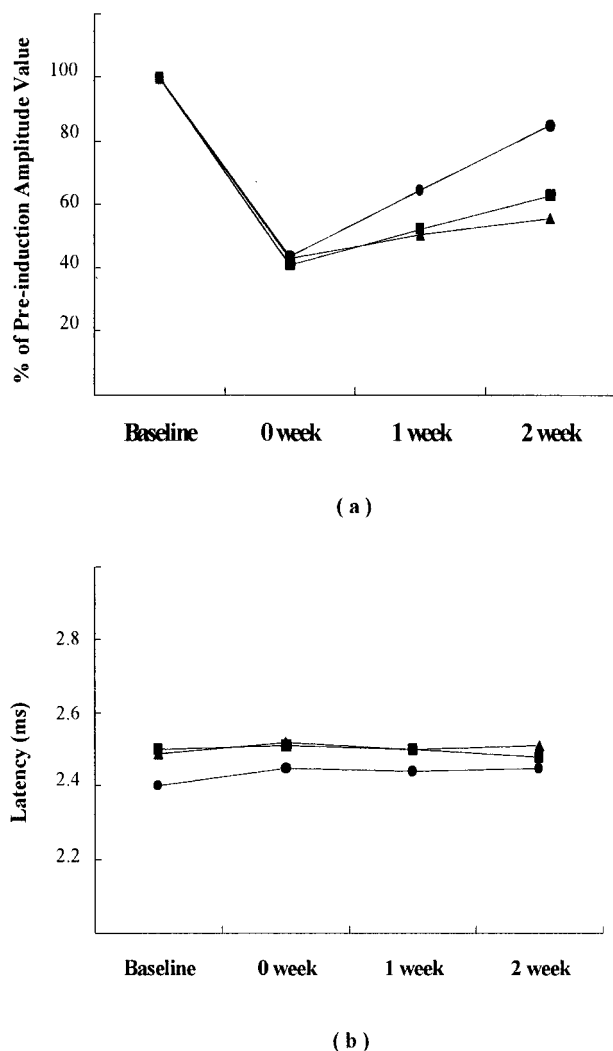 % of Pre-induction Amplitude Value
100
80
60
40
20
Baseline 0 week 1 week 2 week
( a )
Latency (ms)
2.8
2.6
2.4
2.2
Baseline 0 week 1 week 2 week
( b )